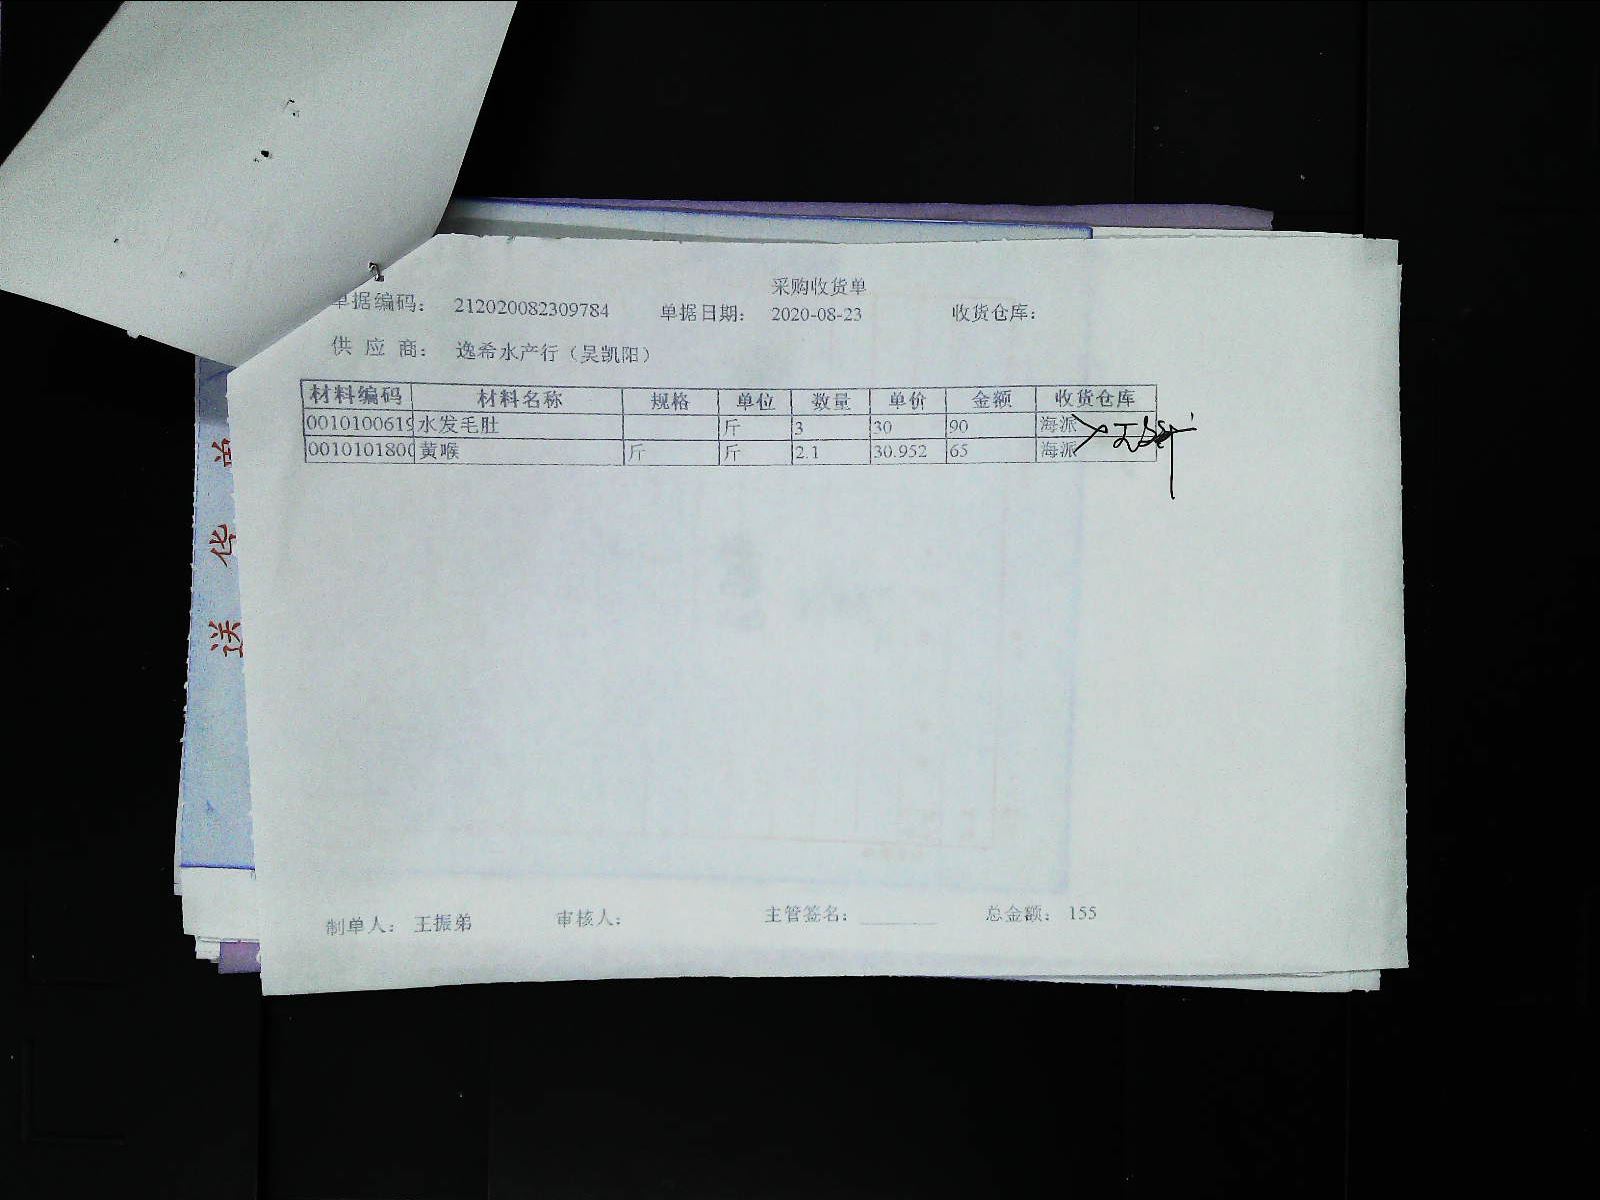 采购收货单
单据编码： 212020082309784 单据日期： 2020-08-23 收货仓库：
供 应 商： 逸希水产行（吴凯阳）
材料编码 材料名称 规格 单位 数量 单价 金额 收货仓库
0010100619 水发毛肚 斤 3 30 90 海派
0010101800 黄喉 斤 斤 2.1 30.952 65 海派
制单人： 王振弟 审核人： 主管签名： 总金额： 155
送 华